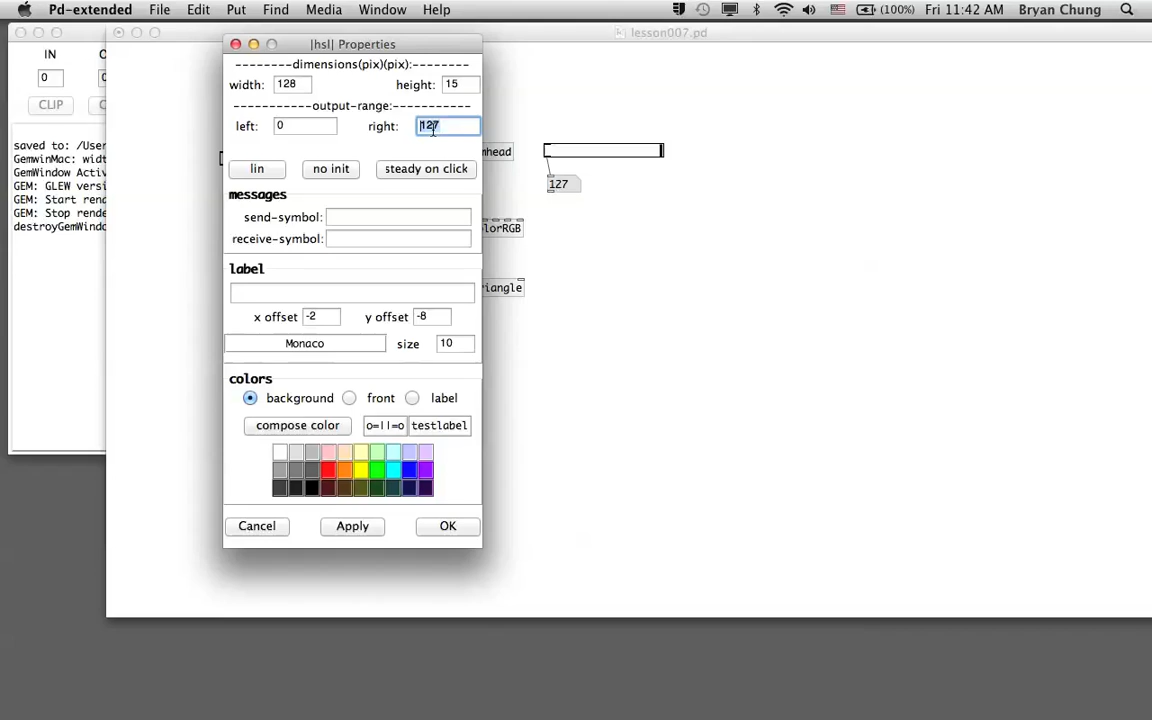 Pd-extended File Edit Put Find Media Window Help (100%) Fri 11:42 AM Bryan Chung
lesson007.pd
|hsl| Properties
IN
0
CLIP
--------dimensions(pix)(pix):--------
width: 128 height: 15
-----------output-range:-----------
left: 0 right: 127
lin no init steady on click
messages
send-symbol:
receive-symbol:
label
x offset -2 y offset -8
Monaco size 10
colors
background front label
compose color o=||=o testlabel
Cancel Apply OK
saved to: /User
GemwinMac: widt
GemWindow Activ
GEM: GLEW versi
GEM: Start rend
GEM: Stop rende
destroyGemWindo
mhead
127
lorRGB
riangle